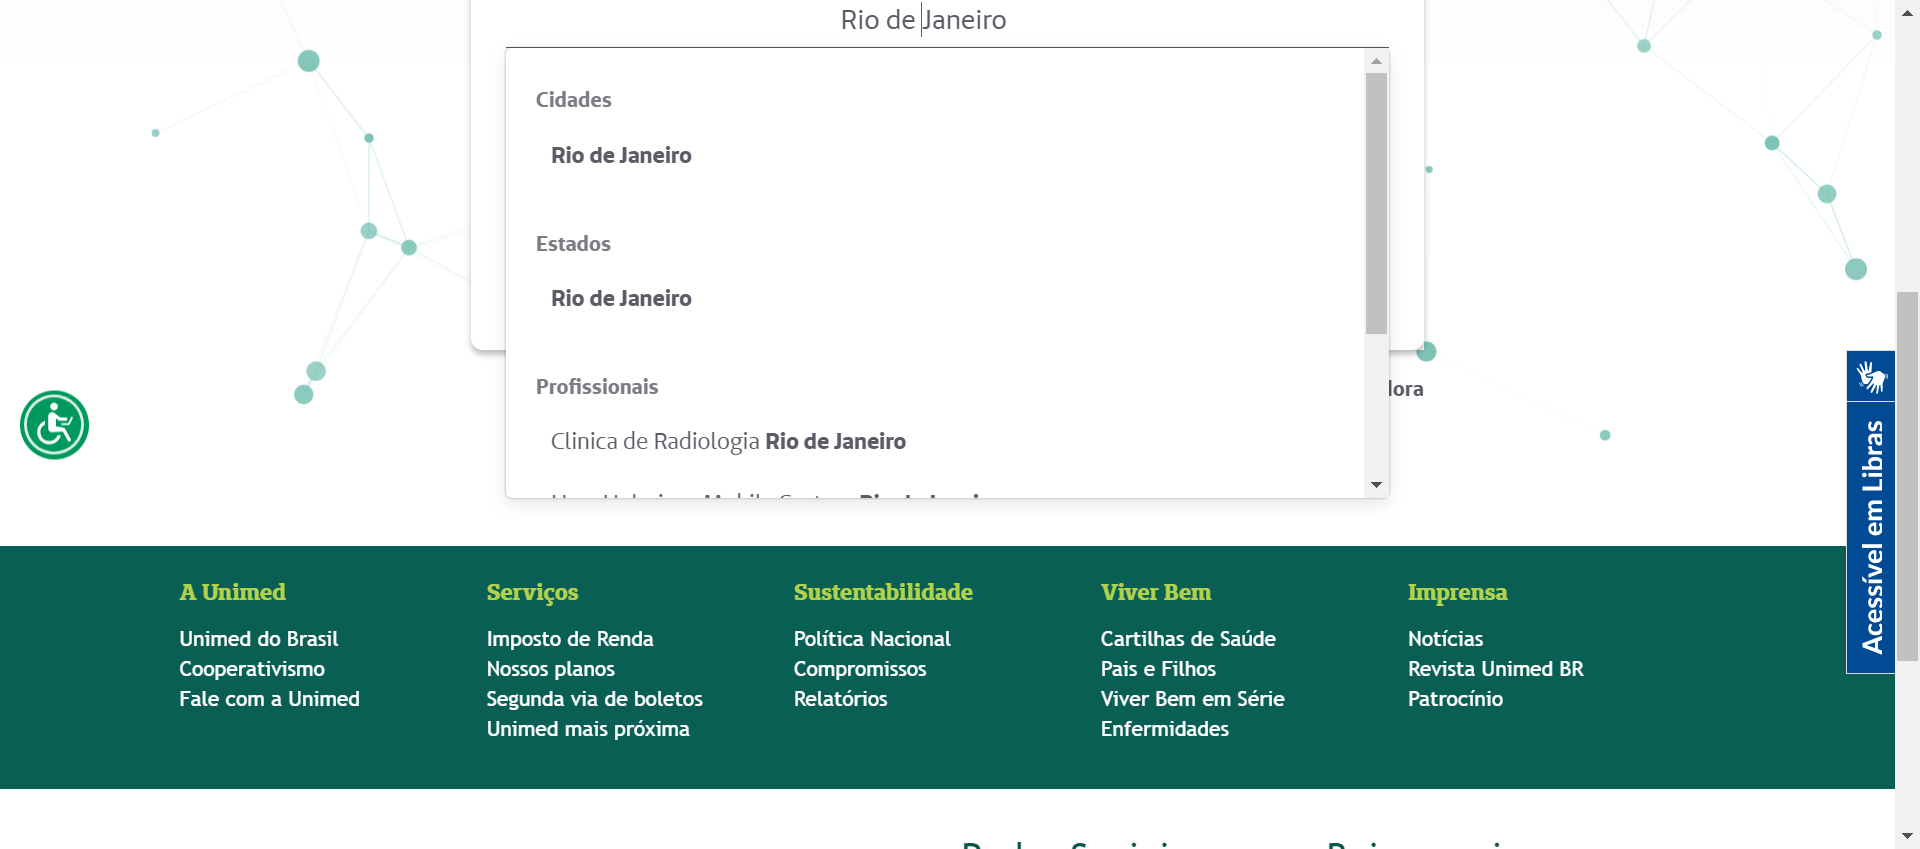 Rio de Janeiro
Cidades
Rio de Janeiro
Estados
Rio de Janeiro
Profissionais
Clinica de Radiologia Rio de Janeiro
dora
Acessível em Libras
A Unimed
Unimed do Brasil
Cooperativismo
Fale com a Unimed
Serviços
Imposto de Renda
Nossos planos
Segunda via de boletos
Unimed mais próxima
Sustentabilidade
Política Nacional
Compromissos
Relatórios
Viver Bem
Cartilhas de Saúde
Pais e Filhos
Viver Bem em Série
Enfermidades
Imprensa
Notícias
Revista Unimed BR
Patrocínio